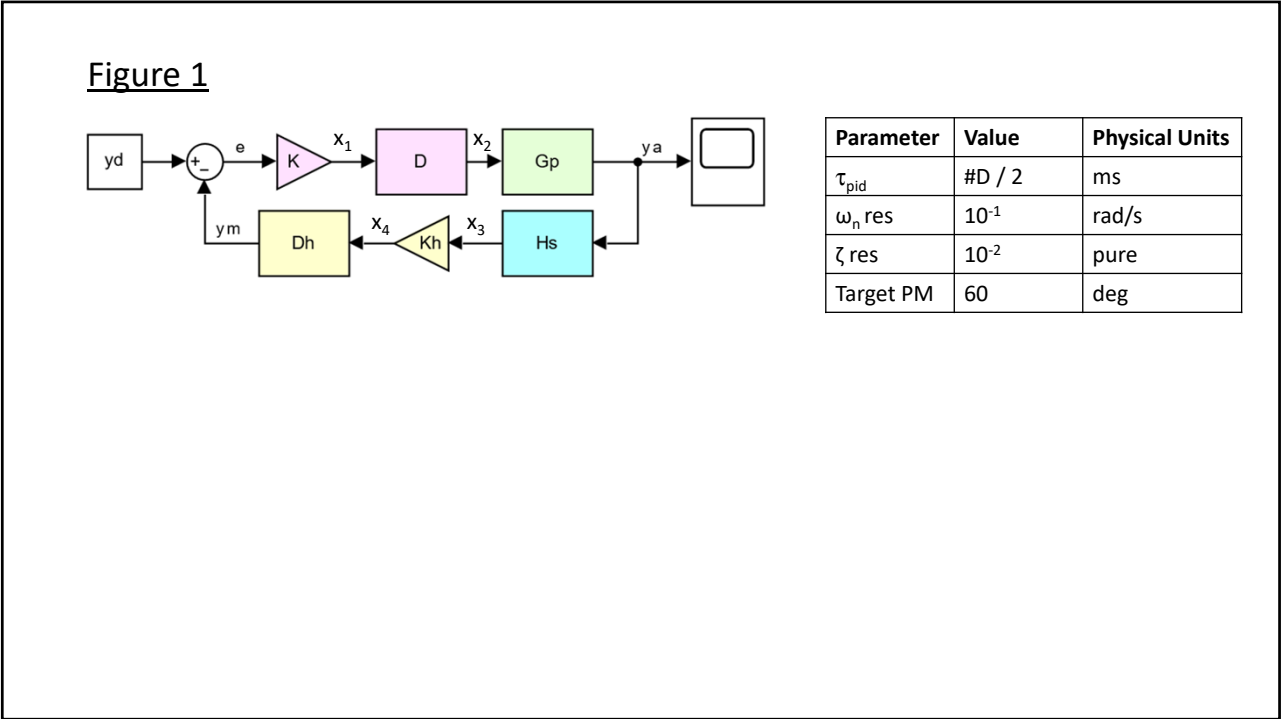 Figure 1
yd
+
−
e
K
x₁
D
x₂
Gp
ya
ym
Dh
x₄
Kh
x₃
Hs
Parameter Value Physical Units
τpid #D / 2 ms
ωn res 10⁻¹ rad/s
ζ res 10⁻² pure
Target PM 60 deg